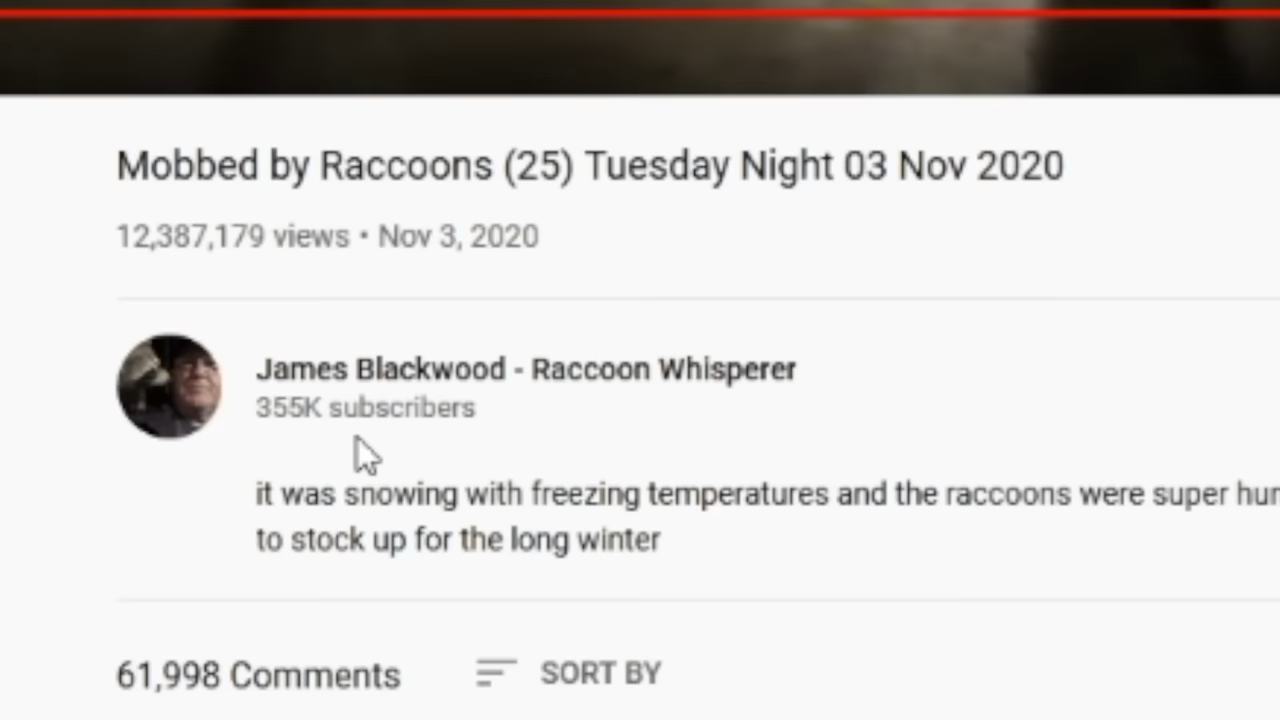 Mobbed by Raccoons (25) Tuesday Night 03 Nov 2020
12,387,179 views • Nov 3, 2020
James Blackwood - Raccoon Whisperer
355K subscribers
it was snowing with freezing temperatures and the raccoons were super
to stock up for the long winter
61,998 Comments
SORT BY